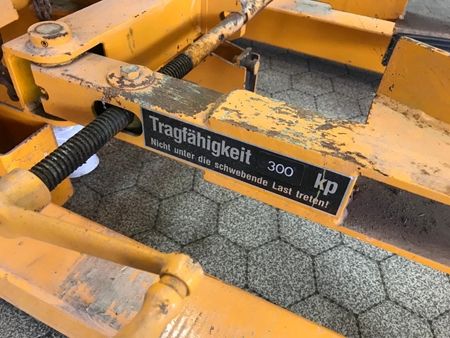 Tragfähigkeit 300 kp
Nicht unter die schwebende Last treten!